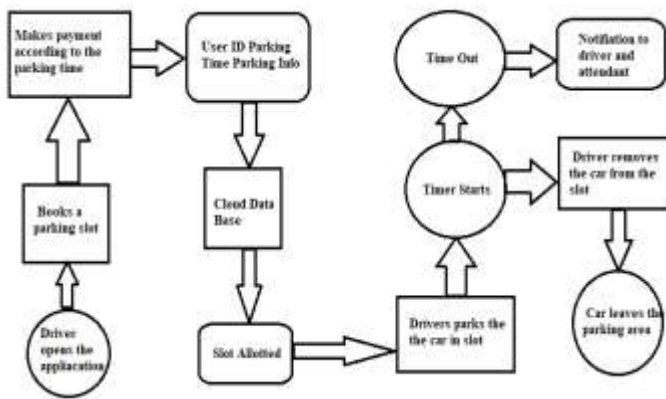 Makes payment
according to the
parking time
User ID Parking
Time Parking Info
Time Out
Notifiation to
driver and
attendant
Books a
parking slot
Cloud Data
Base
Timer Starts
Driver removes
the car from the
slot
Driver
opens the
appliacation
Slot Allotted
Drivers parks the
the car in slot
Car leaves the
parking area